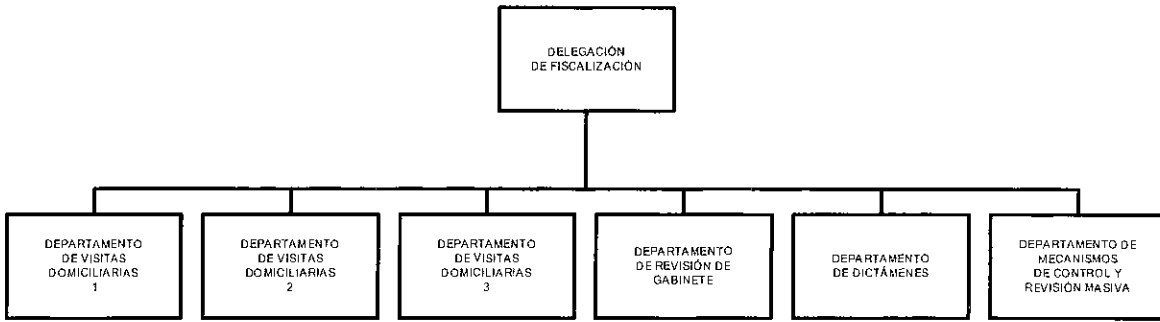 DELEGACIÓN
DE FISCALIZACIÓN
DEPARTAMENTO
DE VISITAS
DOMICILIARIAS
1
DEPARTAMENTO
DE VISITAS
DOMICILIARIAS
2
DEPARTAMENTO
DE VISITAS
DOMICILIARIAS
3
DEPARTAMENTO
DE REVISIÓN DE
GABINETE
DEPARTAMENTO
DE DICTÁMENES
DEPARTAMENTO DE
MECANISMOS
DE CONTROL Y
REVISIÓN MASIVA